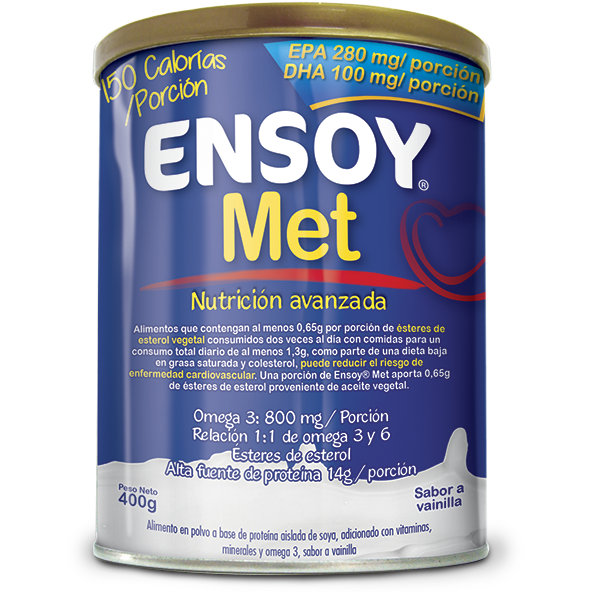 150 Calorías
/Porción
EPA 280 mg/ porción
DHA 100 mg/ porción
ENSOY®
Met
Nutrición avanzada
Alimentos que contengan al menos 0,65g por porción de ésteres de
esterol vegetal consumidos dos veces al día con comidas para un
consumo total diario de al menos 1,3g, como parte de una dieta baja
en grasa saturada y colesterol, puede reducir el riesgo de
enfermedad cardiovascular. Una porción de Ensoy® Met aporta 0,65g
de ésteres de esterol proveniente de aceite vegetal.
Omega 3: 800 mg / Porción
Relación 1:1 de omega 3 y 6
Ésteres de esterol
Alta fuente de proteína 14g / porción
Peso Neto
400g
Sabor a
vainilla
Alimento en polvo a base de proteína aislada de soya, adicionado con vitaminas,
minerales y omega 3, sabor a vainilla